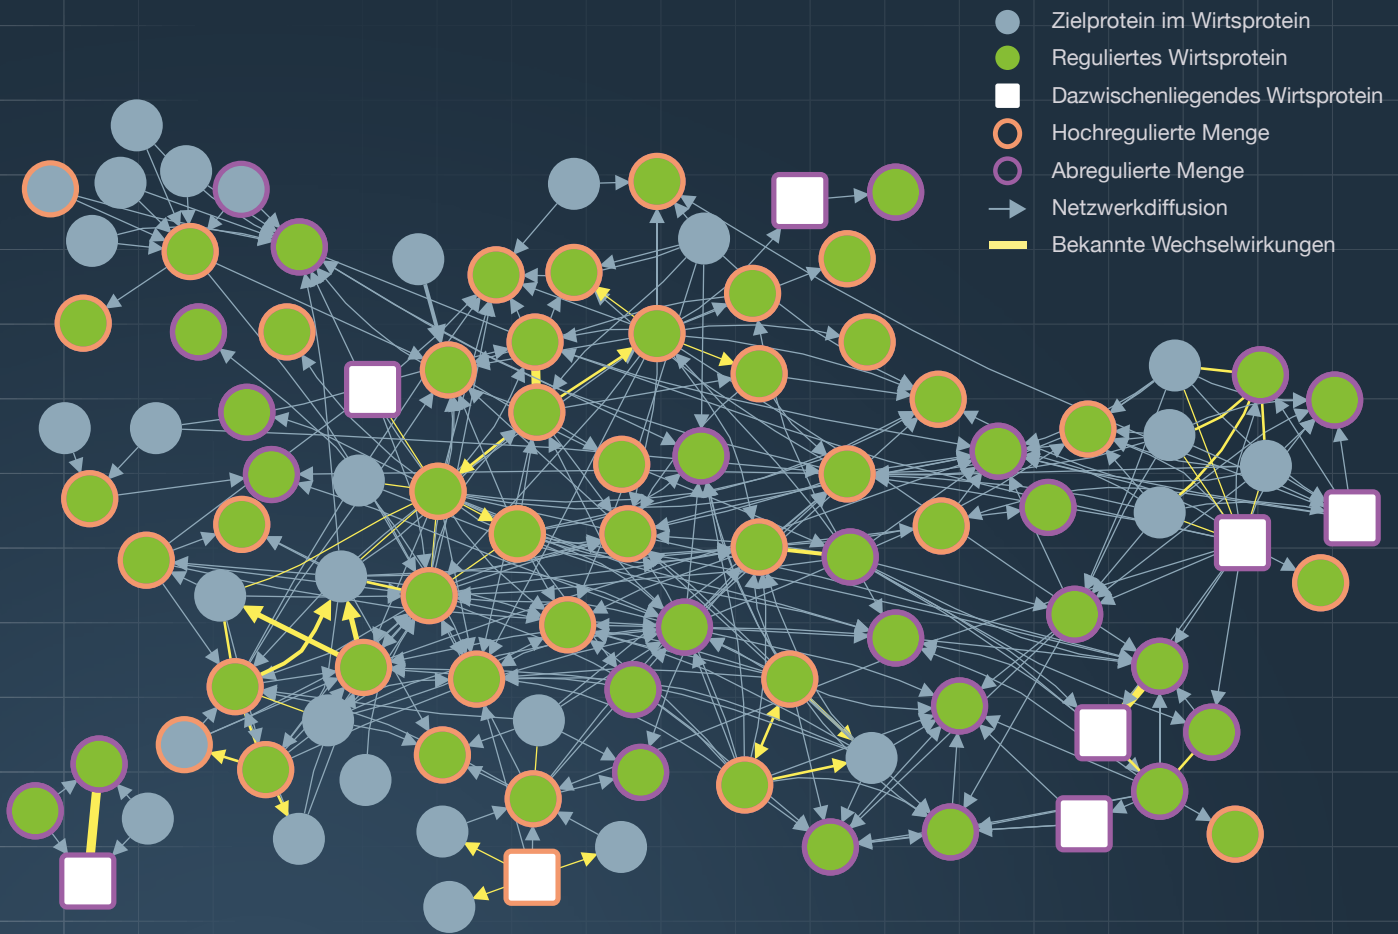 Zielprotein im Wirtsprotein
Reguliertes Wirtsprotein
Dazwischenliegendes Wirtsprotein
Hochregulierte Menge
Abregulierte Menge
Netzwerkdiffusion
Bekannte Wechselwirkungen